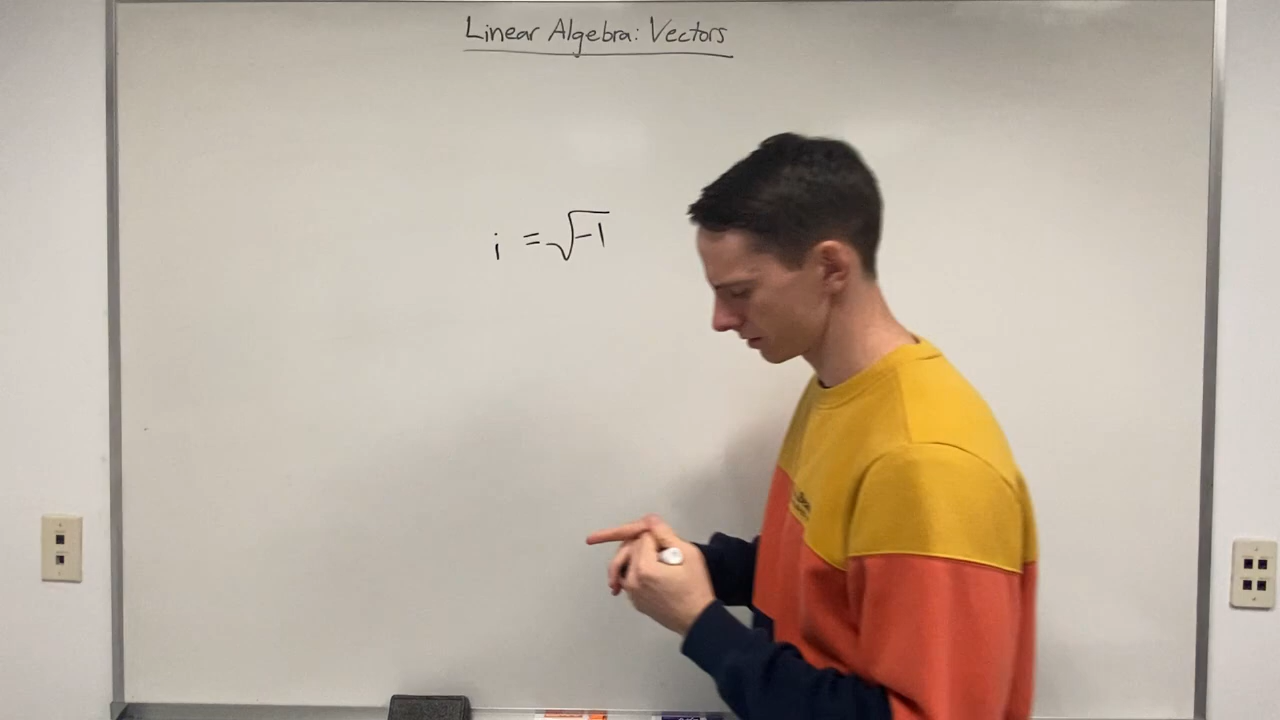 Linear Algebra: Vectors
i = √-1